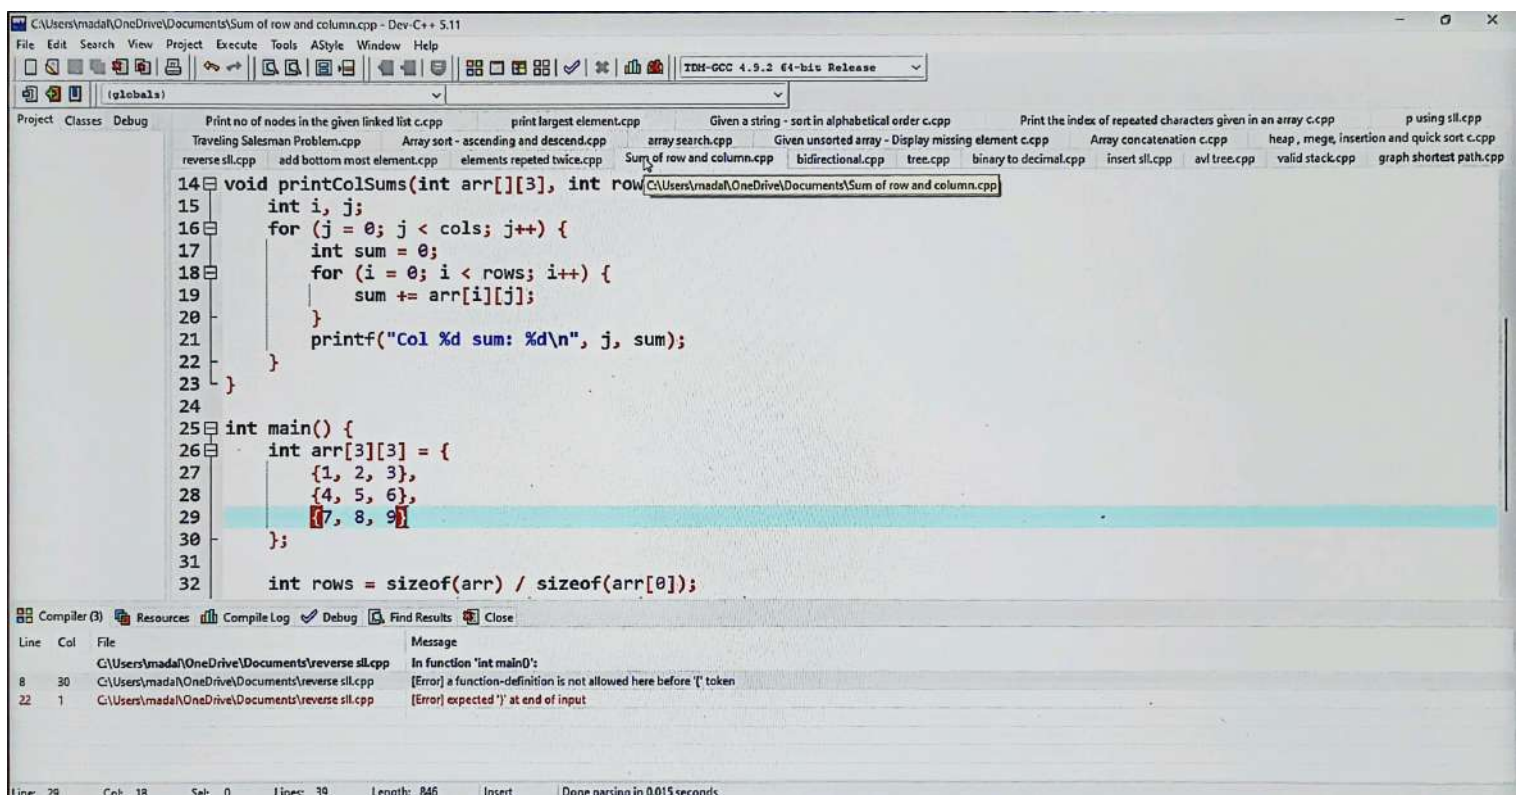 C:\Users\madal\OneDrive\Documents\Sum of row and column.cpp - Dev-C++ 5.11
File Edit Search View Project Execute Tools AStyle Window Help
TDM-GCC 4.9.2 64-bit Release
(globals)
Project Classes Debug
Print no of nodes in the given linked list c.cpp print largest element.cpp Given a string - sort in alphabetical order c.cpp Print the index of repeated characters given in an array c.cpp p using sll.cpp
Traveling Salesman Problem.cpp Array sort - ascending and descend.cpp array search.cpp Given unsorted array - Display missing element c.cpp Array concatenation c.cpp heap , mege, insertion and quick sort c.cpp
reverse sll.cpp add bottom most element.cpp elements repeted twice.cpp Sum of row and column.cpp bidirectional.cpp tree.cpp binary to decimal.cpp insert sll.cpp avl tree.cpp valid stack.cpp graph shortest path.cpp
14 void printColSums(int arr[][3], int row C:\Users\madal\OneDrive\Documents\Sum of row and column.cpp
15 int i, j;
16 for (j = 0; j < cols; j++) {
17 int sum = 0;
18 for (i = 0; i < rows; i++) {
19 sum += arr[i][j];
20 }
21 printf("Col %d sum: %d\n", j, sum);
22 }
23 }
24
25 int main() {
26 int arr[3][3] = {
27 {1, 2, 3},
28 {4, 5, 6},
29 {7, 8, 9}
30 };
31
32 int rows = sizeof(arr) / sizeof(arr[0]);
Compiler (3) Resources Compile Log Debug Find Results Close
Line Col File Message
C:\Users\madal\OneDrive\Documents\reverse sll.cpp In function 'int main()':
8 30 C:\Users\madal\OneDrive\Documents\reverse sll.cpp [Error] a function-definition is not allowed here before '{' token
22 1 C:\Users\madal\OneDrive\Documents\reverse sll.cpp [Error] expected '}' at end of input
Line: 29 Col: 18 Sel: 0 Lines: 39 Length: 846 Insert Done parsing in 0.015 seconds